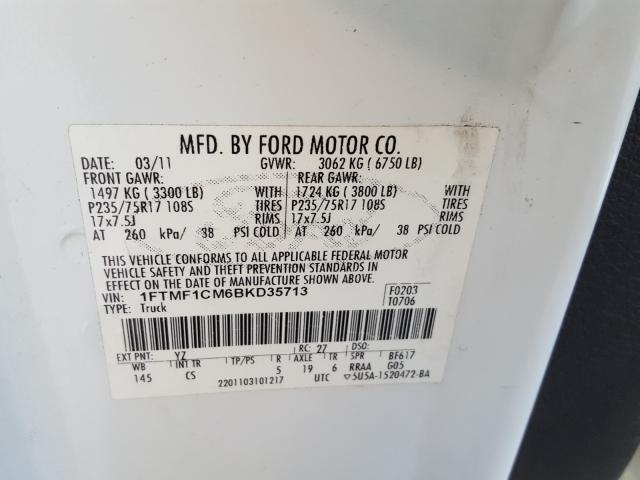 MFD. BY FORD MOTOR CO.
DATE: 03/11 GVWR: 3062 KG ( 6750 LB)
FRONT GAWR: REAR GAWR:
1497 KG ( 3300 LB) WITH 1724 KG ( 3800 LB) WITH
P235/75R17 108S TIRES P235/75R17 108S TIRES
17x7.5J RIMS 17x7.5J RIMS
AT 260 kPa/ 38 PSI COLD AT 260 kPa/ 38 PSI COLD
THIS VEHICLE CONFORMS TO ALL APPLICABLE FEDERAL MOTOR
VEHICLE SAFETY AND THEFT PREVENTION STANDARDS IN
EFFECT ON THE DATE OF MANUFACTURE SHOWN ABOVE.
VIN: 1FTMF1CM6BKD35713 F0203
TYPE: Truck T0706
EXT PNT: YZ RC: 27 DSO:
WB INT TR TP/PS R AXLE TR SPR BF617
145 CS 5 19 6 RRAA G05
2201103101217 UTC ▽5U5A-1520472-BA